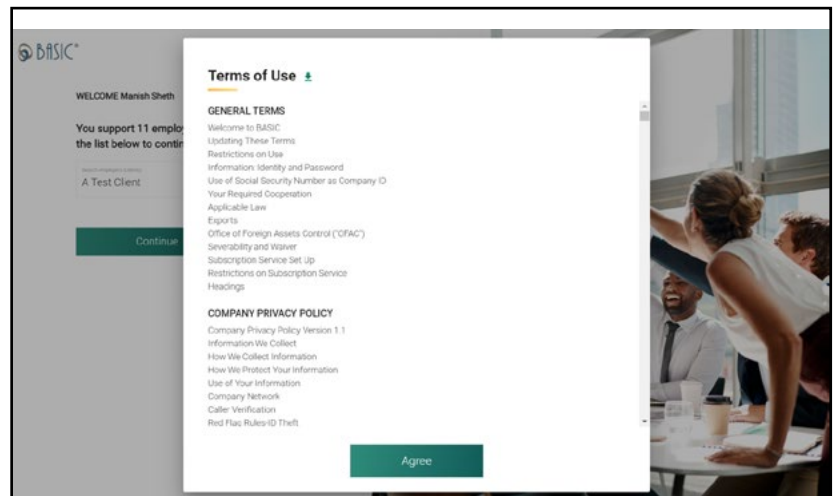 BASIC®
WELCOME Manish Sheth
You support 11 emplo
the list below to contin
A Test Client
Continue
Terms of Use
GENERAL TERMS
Welcome to BASIC
Updating These Terms
Restrictions on Use
Information: Identity and Password
Use of Social Security Number as Company ID
Your Required Cooperation
Applicable Law
Exports
Office of Foreign Assets Control ("OFAC")
Severability and Waiver
Subscription Service Set Up
Restrictions on Subscription Service
Headings
COMPANY PRIVACY POLICY
Company Privacy Policy Version 1.1
Information We Collect
How We Collect Information
How We Protect Your Information
Use of Your Information
Company Network
Caller Verification
Red Flag Rules-ID Theft
Agree